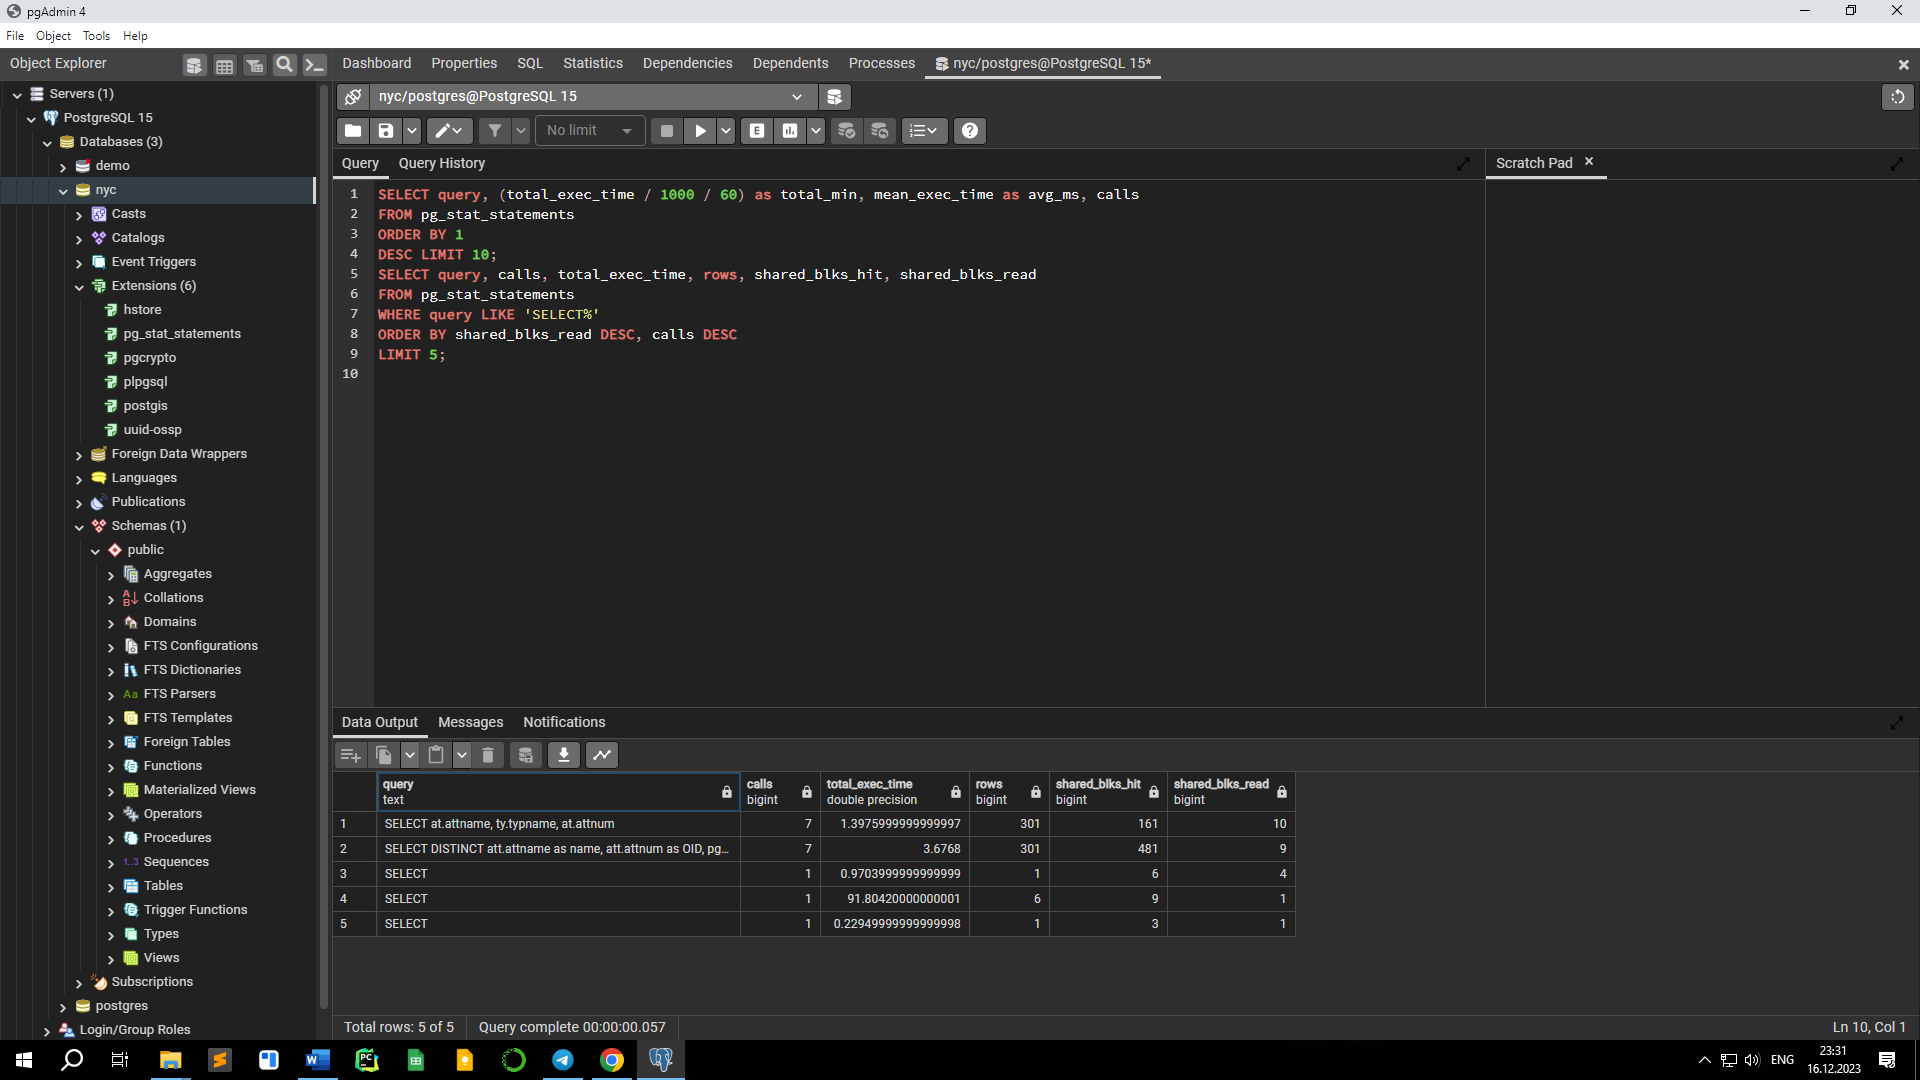 pgAdmin 4
File Object Tools Help
Object Explorer
Dashboard Properties SQL Statistics Dependencies Dependents Processes nyc/postgres@PostgreSQL 15*
Servers (1)
PostgreSQL 15
Databases (3)
demo
nyc
Casts
Catalogs
Event Triggers
Extensions (6)
hstore
pg_stat_statements
pgcrypto
plpgsql
postgis
uuid-ossp
Foreign Data Wrappers
Languages
Publications
Schemas (1)
public
Aggregates
Collations
Domains
FTS Configurations
FTS Dictionaries
Aa FTS Parsers
FTS Templates
Foreign Tables
Functions
Materialized Views
Operators
Procedures
1..3 Sequences
Tables
Trigger Functions
Types
Views
Subscriptions
postgres
Login/Group Roles
nyc/postgres@PostgreSQL 15
No limit
E
Query Query History
Scratch Pad
1 SELECT query, (total_exec_time / 1000 / 60) as total_min, mean_exec_time as avg_ms, calls
2 FROM pg_stat_statements
3 ORDER BY 1
4 DESC LIMIT 10;
5 SELECT query, calls, total_exec_time, rows, shared_blks_hit, shared_blks_read
6 FROM pg_stat_statements
7 WHERE query LIKE 'SELECT%'
8 ORDER BY shared_blks_read DESC, calls DESC
9 LIMIT 5;
10
Data Output Messages Notifications
query calls total_exec_time rows shared_blks_hit shared_blks_read
text bigint double precision bigint bigint bigint
1 SELECT at.attname, ty.typname, at.attnum 7 1.3975999999999997 301 161 10
2 SELECT DISTINCT att.attname as name, att.attnum as OID, pg... 7 3.6768 301 481 9
3 SELECT 1 0.9703999999999999 1 6 4
4 SELECT 1 91.80420000000001 6 9 1
5 SELECT 1 0.22949999999999998 1 3 1
Total rows: 5 of 5 Query complete 00:00:00.057
Ln 10, Col 1
W
PC
ENG
23:31
16.12.2023